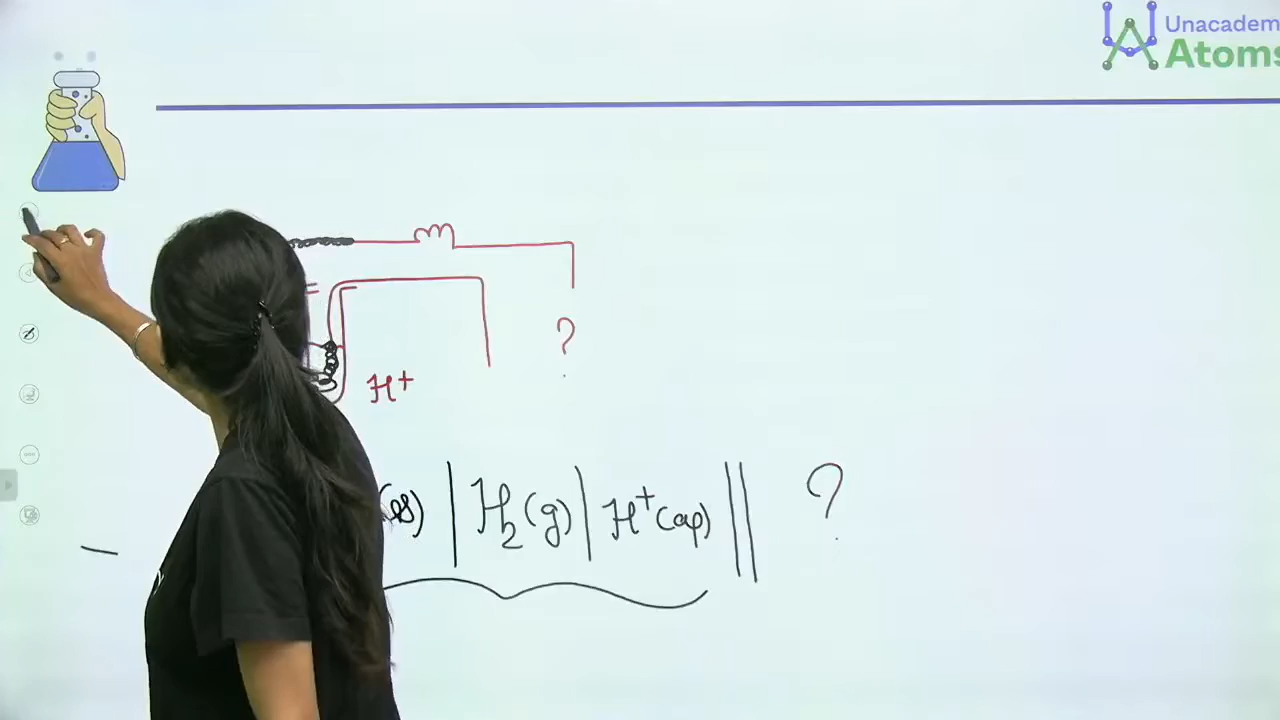 Unacadem
Atoms
?
H+
(s) | H2(g) | H+(aq) || ?